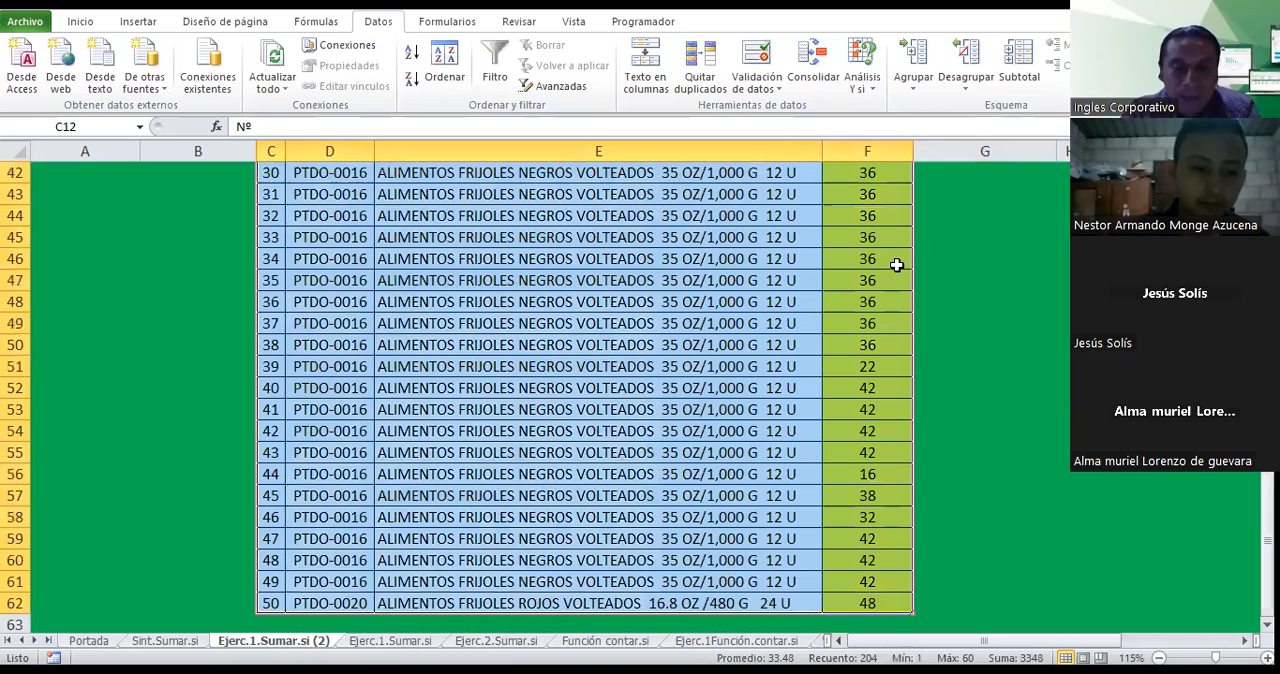 Archivo Inicio Insertar Diseño de página Fórmulas Datos Formularios Revisar Vista Programador
Desde Access
Desde web
Desde texto
De otras fuentes
Conexiones existentes
Obtener datos externos
Actualizar todo
Conexiones
Propiedades
Editar vínculos
Conexiones
Ordenar
Filtro
Borrar
Volver a aplicar
Avanzadas
Ordenar y filtrar
Texto en columnas
Quitar duplicados
Validación de datos
Consolidar
Análisis Y si
Herramientas de datos
Agrupar
Desagrupar
Subtotal
Esquema
C12 fx Nº
A B C D E F G
42 30 PTDO-0016 ALIMENTOS FRIJOLES NEGROS VOLTEADOS 35 OZ/1,000 G 12 U 36
43 31 PTDO-0016 ALIMENTOS FRIJOLES NEGROS VOLTEADOS 35 OZ/1,000 G 12 U 36
44 32 PTDO-0016 ALIMENTOS FRIJOLES NEGROS VOLTEADOS 35 OZ/1,000 G 12 U 36
45 33 PTDO-0016 ALIMENTOS FRIJOLES NEGROS VOLTEADOS 35 OZ/1,000 G 12 U 36
46 34 PTDO-0016 ALIMENTOS FRIJOLES NEGROS VOLTEADOS 35 OZ/1,000 G 12 U 36
47 35 PTDO-0016 ALIMENTOS FRIJOLES NEGROS VOLTEADOS 35 OZ/1,000 G 12 U 36
48 36 PTDO-0016 ALIMENTOS FRIJOLES NEGROS VOLTEADOS 35 OZ/1,000 G 12 U 36
49 37 PTDO-0016 ALIMENTOS FRIJOLES NEGROS VOLTEADOS 35 OZ/1,000 G 12 U 36
50 38 PTDO-0016 ALIMENTOS FRIJOLES NEGROS VOLTEADOS 35 OZ/1,000 G 12 U 36
51 39 PTDO-0016 ALIMENTOS FRIJOLES NEGROS VOLTEADOS 35 OZ/1,000 G 12 U 22
52 40 PTDO-0016 ALIMENTOS FRIJOLES NEGROS VOLTEADOS 35 OZ/1,000 G 12 U 42
53 41 PTDO-0016 ALIMENTOS FRIJOLES NEGROS VOLTEADOS 35 OZ/1,000 G 12 U 42
54 42 PTDO-0016 ALIMENTOS FRIJOLES NEGROS VOLTEADOS 35 OZ/1,000 G 12 U 42
55 43 PTDO-0016 ALIMENTOS FRIJOLES NEGROS VOLTEADOS 35 OZ/1,000 G 12 U 42
56 44 PTDO-0016 ALIMENTOS FRIJOLES NEGROS VOLTEADOS 35 OZ/1,000 G 12 U 16
57 45 PTDO-0016 ALIMENTOS FRIJOLES NEGROS VOLTEADOS 35 OZ/1,000 G 12 U 38
58 46 PTDO-0016 ALIMENTOS FRIJOLES NEGROS VOLTEADOS 35 OZ/1,000 G 12 U 32
59 47 PTDO-0016 ALIMENTOS FRIJOLES NEGROS VOLTEADOS 35 OZ/1,000 G 12 U 42
60 48 PTDO-0016 ALIMENTOS FRIJOLES NEGROS VOLTEADOS 35 OZ/1,000 G 12 U 42
61 49 PTDO-0016 ALIMENTOS FRIJOLES NEGROS VOLTEADOS 35 OZ/1,000 G 12 U 42
62 50 PTDO-0020 ALIMENTOS FRIJOLES ROJOS VOLTEADOS 16.8 OZ /480 G 24 U 48
63
Portada Sint.Sumar.si Ejerc.1.Sumar.si (2) Ejerc.1.Sumar.si Ejerc.2.Sumar.si Función contar.si Ejerc.1Función.contar.si
Listo Promedio: 33.48 Recuento: 204 Mín: 1 Máx: 60 Suma: 3348 115%
Ingles Corporativo
Nestor Armando Monge Azucena
Jesús Solís
Jesús Solís
Alma muriel Lore...
Alma muriel Lorenzo de guevara